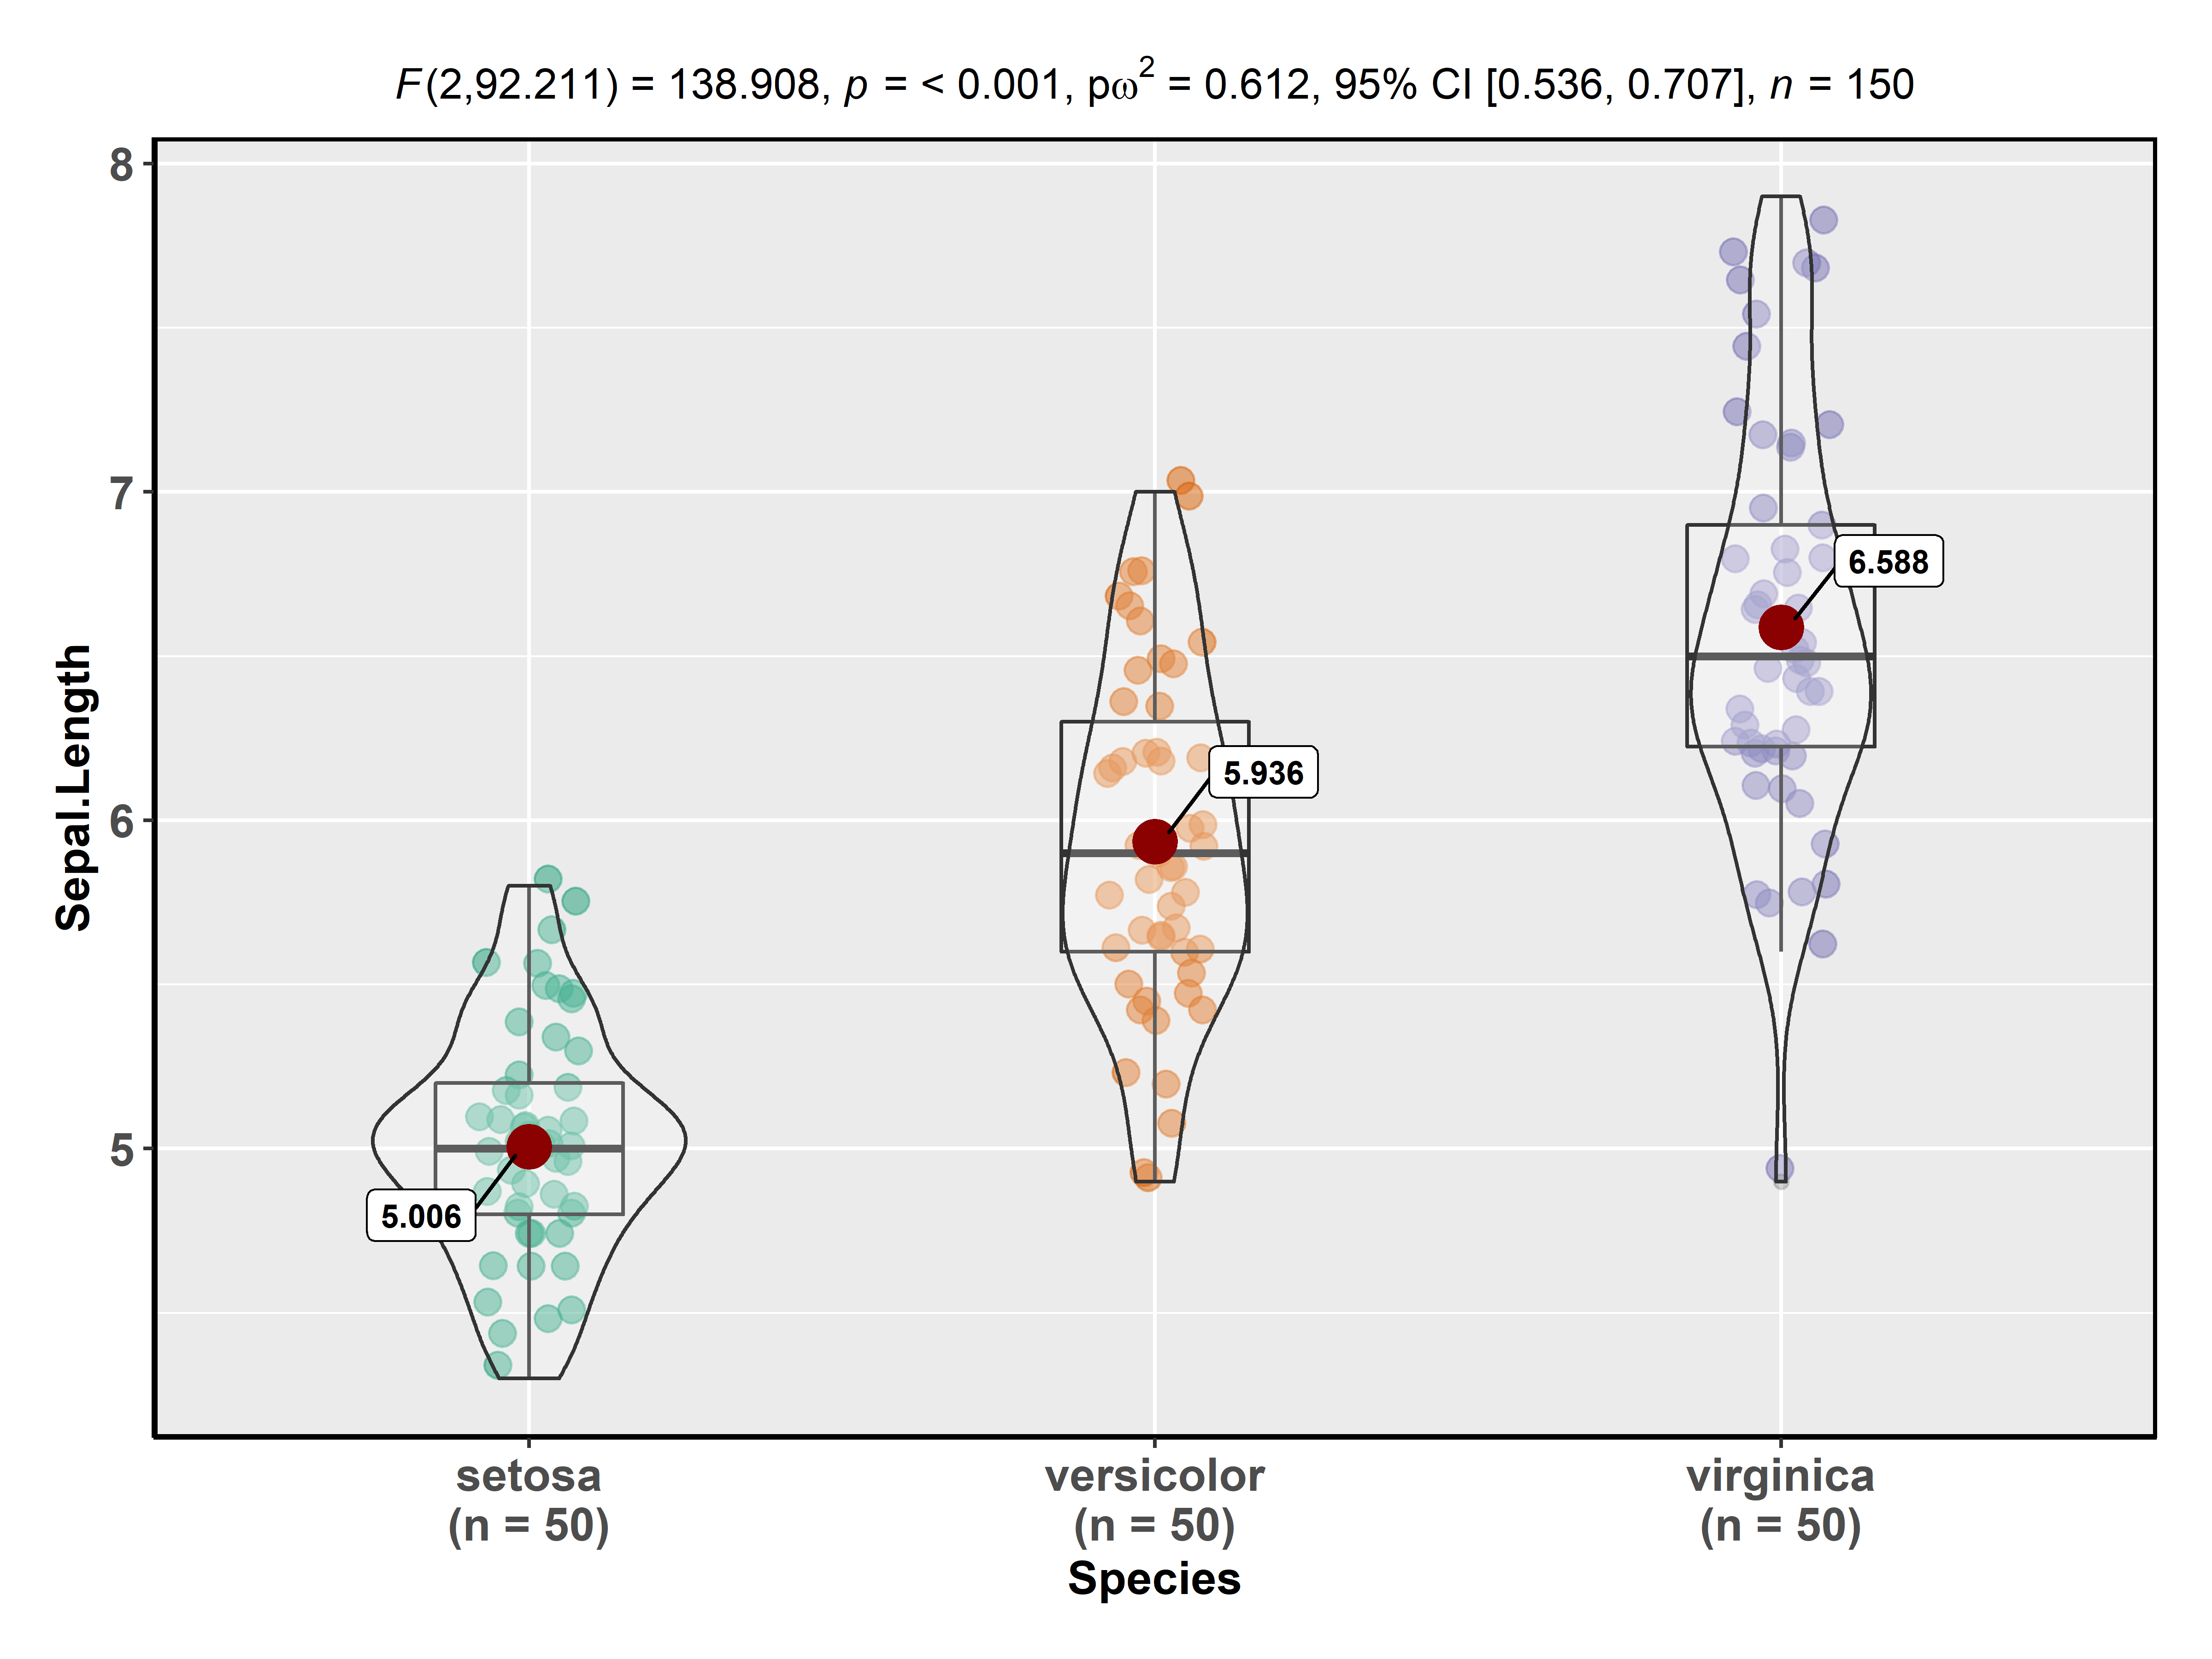 F(2,92.211) = 138.908, p = < 0.001, pω² = 0.612, 95% CI [0.536, 0.707], n = 150
8
7
6
5
Sepal.Length
6.588
5.936
5.006
setosa
(n = 50)
versicolor
(n = 50)
virginica
(n = 50)
Species